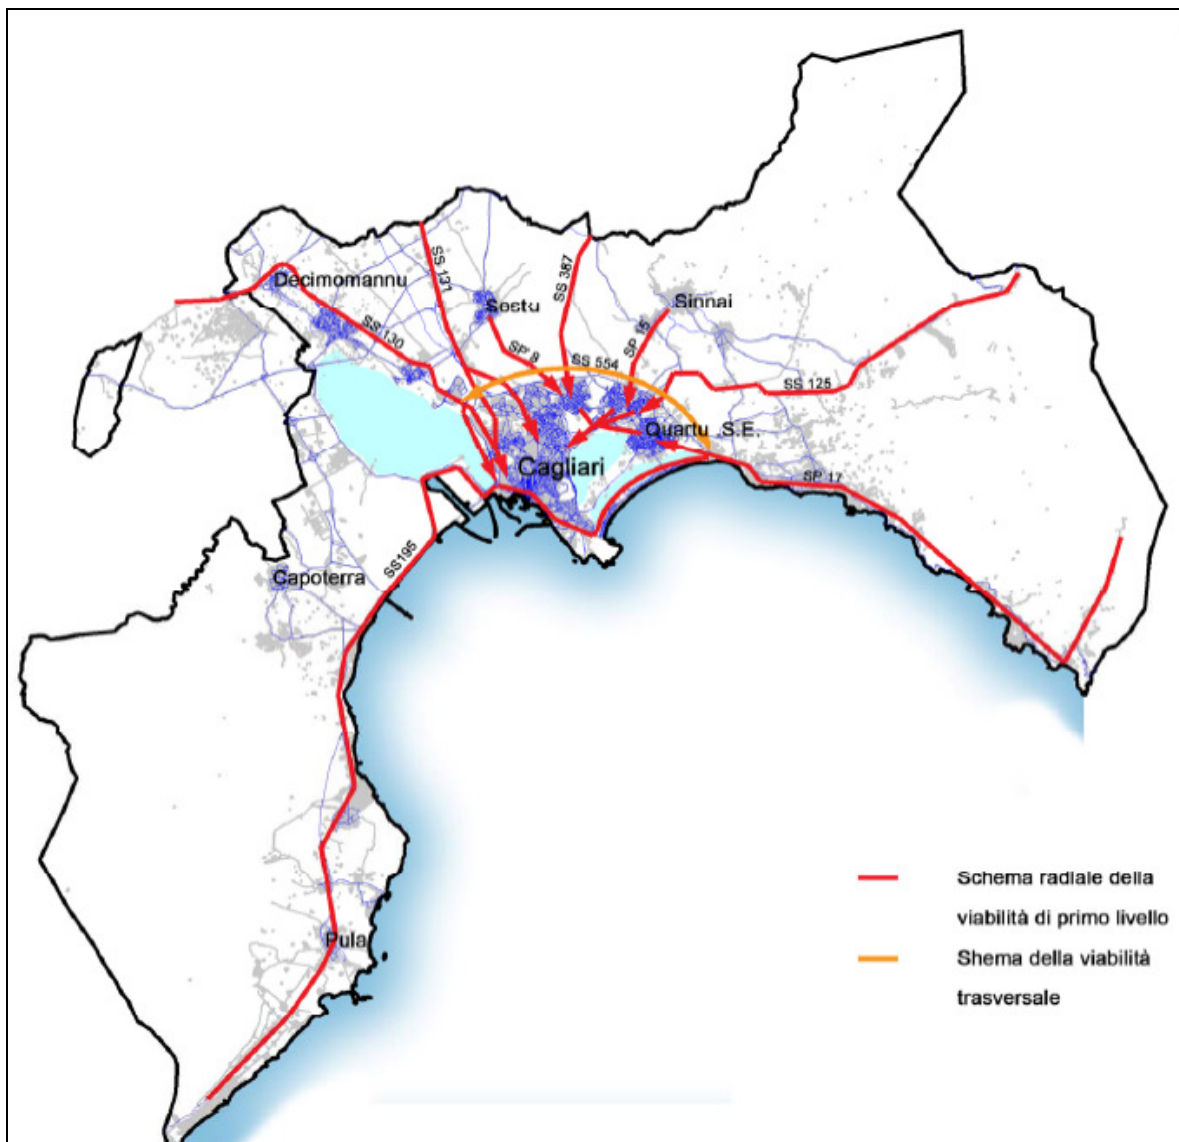 Decimomannu
SS 131
SS 387
Sestu
Sinnai
SS 130
SP 8
SP 15
SS 554
SS 125
Quartu S.E.
Cagliari
SP 17
SS195
Capoterra
Pula
Schema radiale della
viabilità di primo livello
Shema della viabilità
trasversale